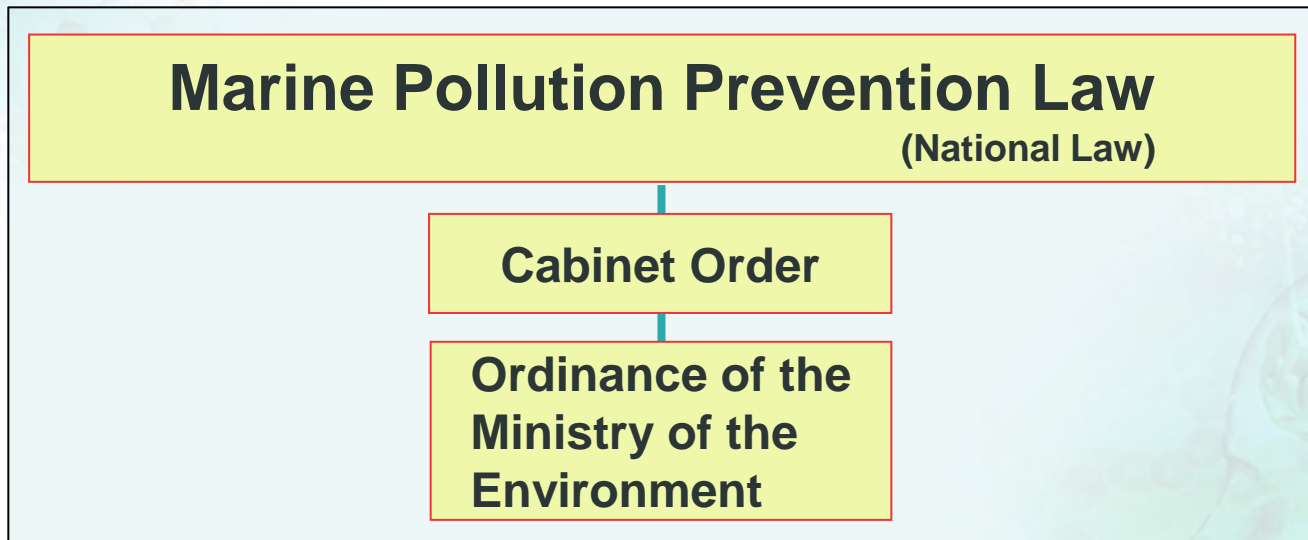 Marine Pollution Prevention Law
(National Law)
Cabinet Order
Ordinance of the
Ministry of the
Environment